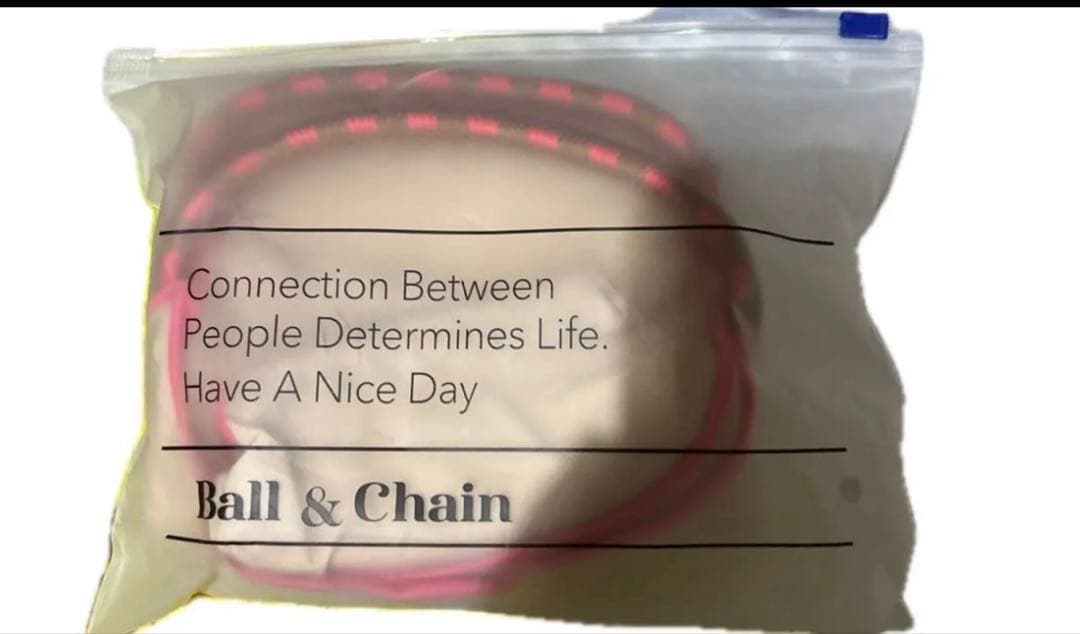 Connection Between
People Determines Life.
Have A Nice Day
Ball & Chain